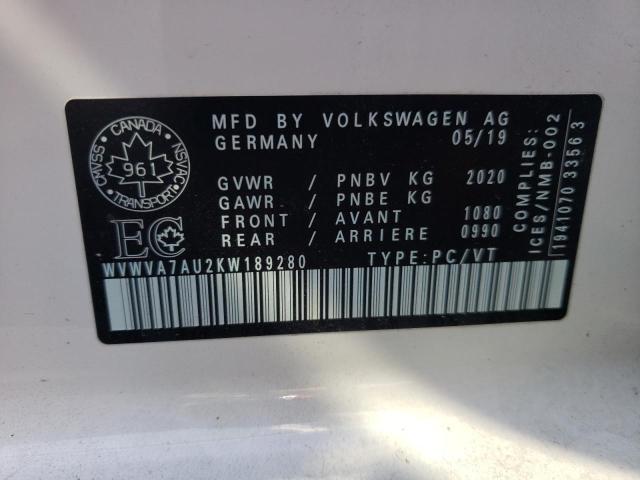 MFD BY VOLKSWAGEN AG
GERMANY 05/19
GVWR / PNBV KG 2020
GAWR / PNBE KG
FRONT / AVANT 1080
REAR / ARRIERE 0990
WVWVA7AU2KW189280 TYPE:PC/VT
CANADA
CMVSS NSVAC
961
TRANSPORT
EC
COMPLIES:
ICES/NMB-002
1941070 33563